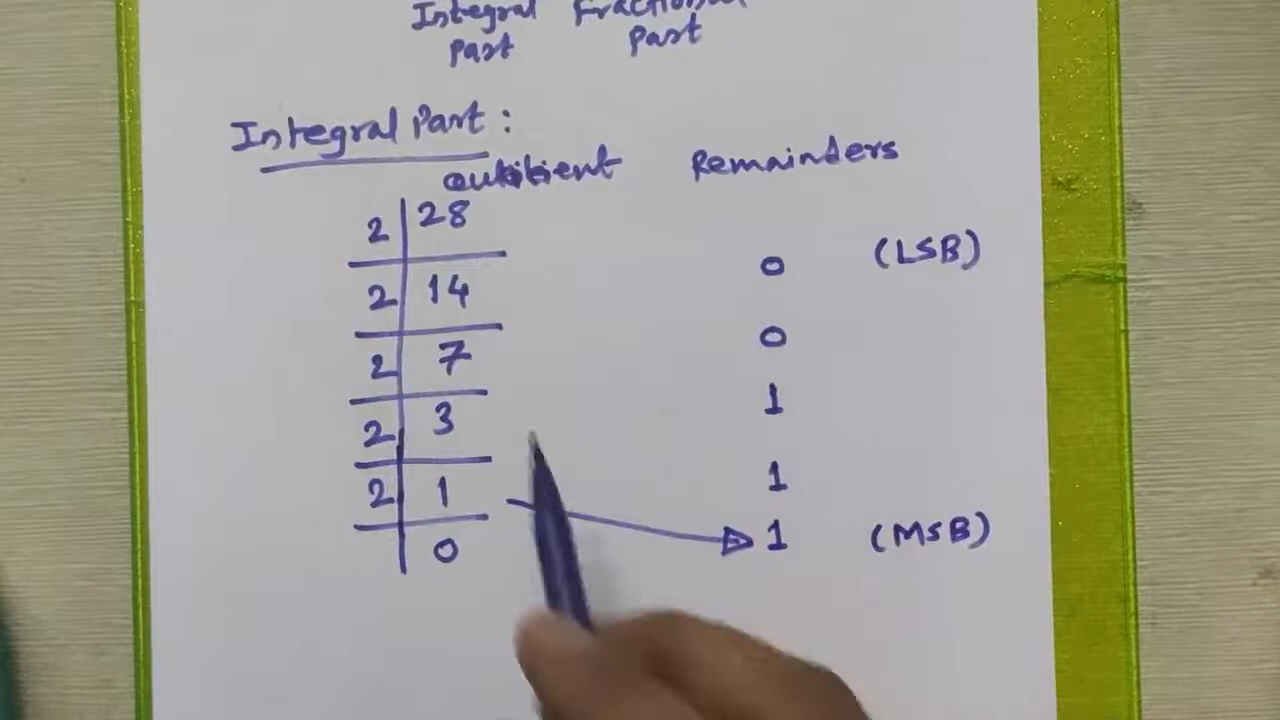 Integral Fractional
Part Part
Integral Part :
Remainders
2 28
0 (LSB)
2 14
0
2 7
1
2 3
1
2 1
1 (MSB)
0